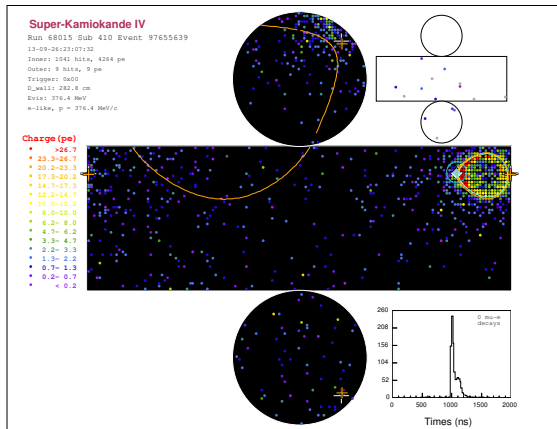 Super-Kamiokande IV
Run 68015 Sub 410 Event 97655639
13-09-26:23:07:32
Inner: 1041 hits, 4264 pe
Outer: 9 hits, 9 pe
Trigger: 0x00
D_wall: 282.8 cm
Evis: 376.4 MeV
e-like, p = 376.4 MeV/c
Charge(pe)
>26.7
23.3-26.7
20.2-23.3
17.3-20.2
14.7-17.3
12.2-14.7
10.0-12.2
8.0-10.0
6.2- 8.0
4.7- 6.2
3.3- 4.7
2.2- 3.3
1.3- 2.2
0.7- 1.3
0.2- 0.7
< 0.2
0 mu-e
decays
260
208
156
104
52
0
0 500 1000 1500 2000
Times (ns)